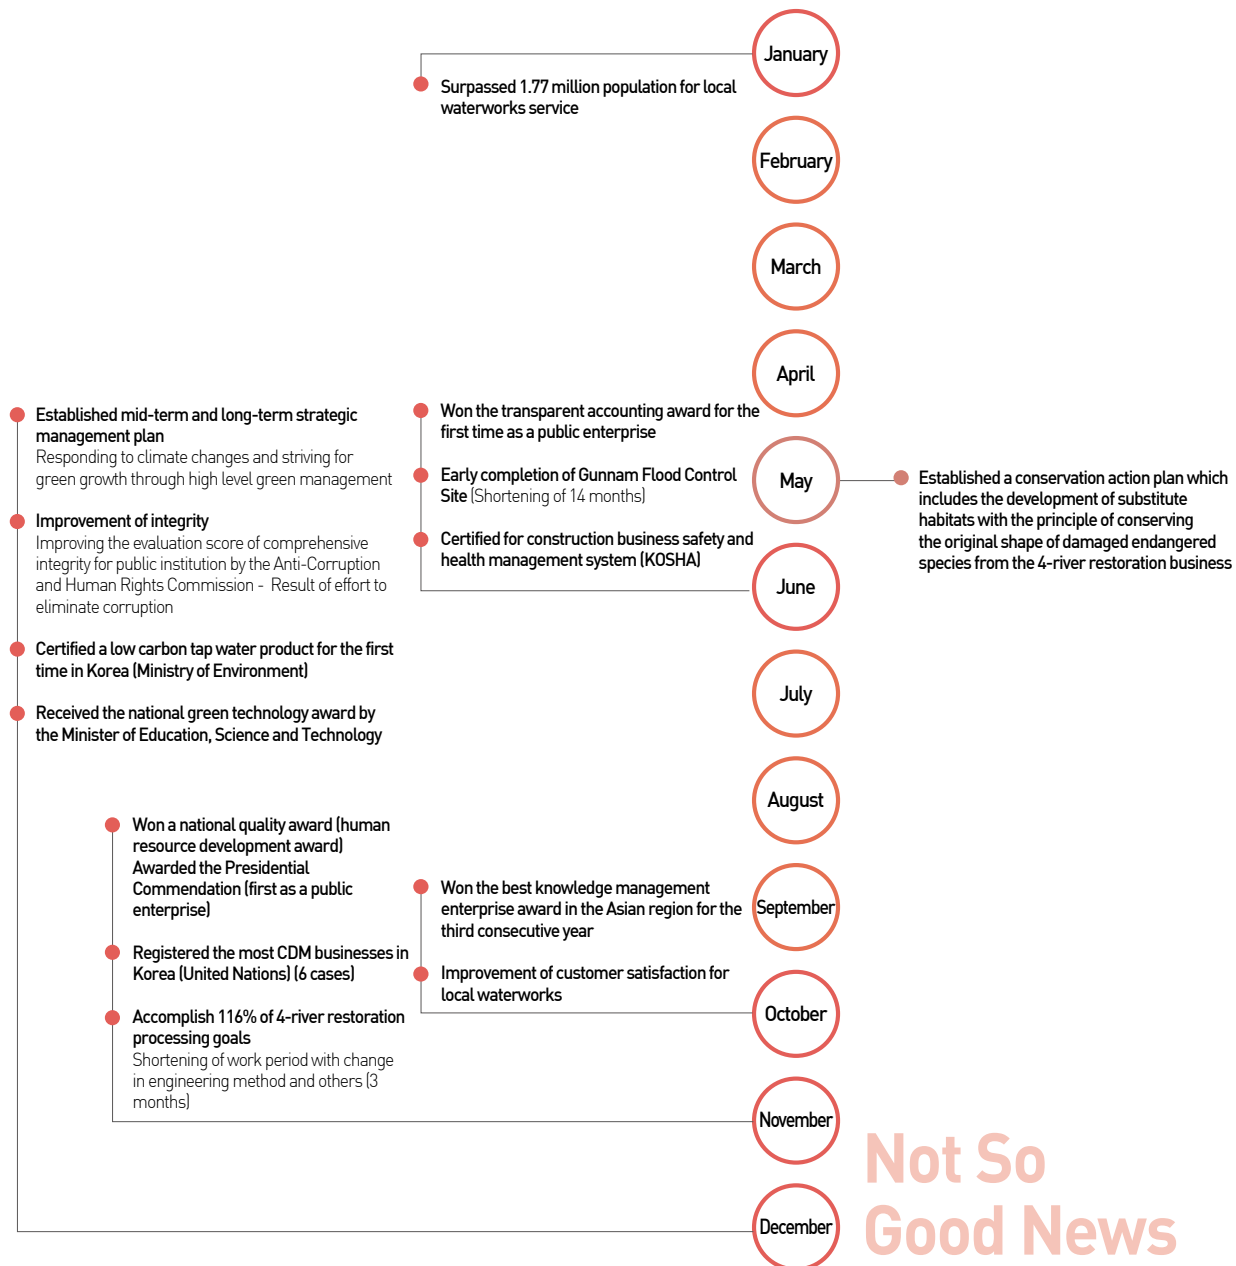 January
Surpassed 1.77 million population for local
waterworks service
February
March
April
Established mid-term and long-term strategic
management plan
Responding to climate changes and striving for
green growth through high level green management
Improvement of integrity
Improving the evaluation score of comprehensive
integrity for public institution by the Anti-Corruption
and Human Rights Commission - Result of effort to
eliminate corruption
Certified a low carbon tap water product for the first
time in Korea (Ministry of Environment)
Received the national green technology award by
the Minister of Education, Science and Technology
Won the transparent accounting award for the
first time as a public enterprise
Early completion of Gunnam Flood Control
Site (Shortening of 14 months)
Certified for construction business safety and
health management system (KOSHA)
May
Established a conservation action plan which
includes the development of substitute
habitats with the principle of conserving
the original shape of damaged endangered
species from the 4-river restoration business
June
July
August
Won a national quality award (human
resource development award)
Awarded the Presidential
Commendation (first as a public
enterprise)
Registered the most CDM businesses in
Korea (United Nations) (6 cases)
Accomplish 116% of 4-river restoration
processing goals
Shortening of work period with change
in engineering method and others (3
months)
Won the best knowledge management
enterprise award in the Asian region for the
third consecutive year
Improvement of customer satisfaction for
local waterworks
September
October
November
December
Not So
Good News